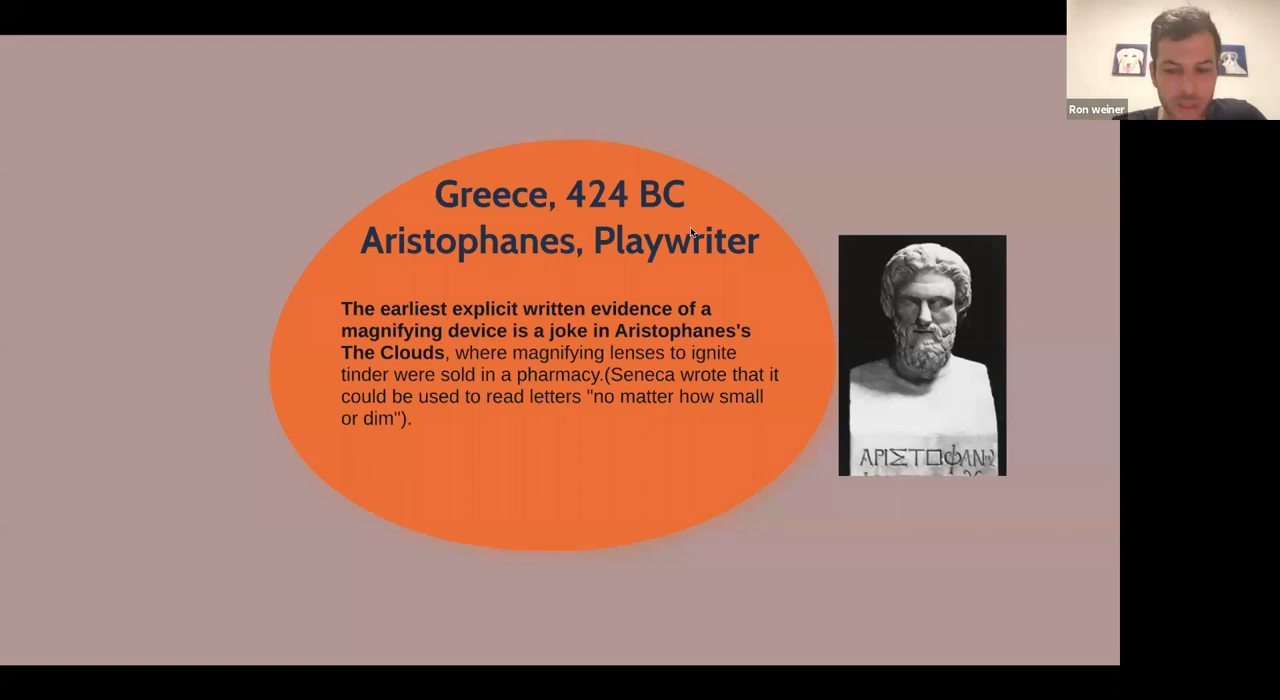 Ron weiner
Greece, 424 BC
Aristophanes, Playwriter
The earliest explicit written evidence of a
magnifying device is a joke in Aristophanes's
The Clouds, where magnifying lenses to ignite
tinder were sold in a pharmacy.(Seneca wrote that it
could be used to read letters "no matter how small
or dim").
ΑΡΙΣΤΟΦΑΝ